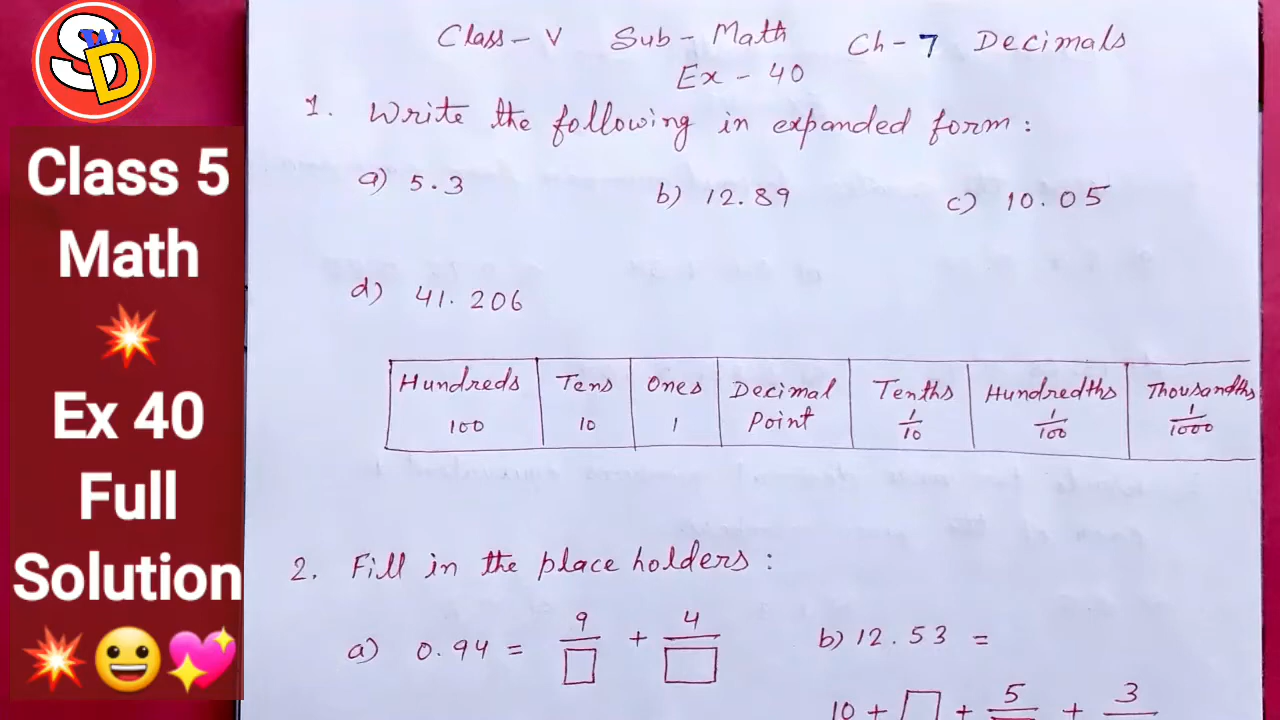 SWD
Class 5
Math
💥
Ex 40
Full
Solution
💥😀💖
Class - V Sub - Math Ch - 7 Decimals
Ex - 40
1. Write the following in expanded form :
a) 5.3 b) 12.89 c) 10.05
d) 41.206
Hundreds Tens Ones Decimal Tenths Hundredths Thousandths
100 10 1 Point 1/10 1/100 1/1000
2. Fill in the place holders :
a) 0.94 = 9/□ + 4/□ b) 12.53 =
10 + □ + 5/ + 3/